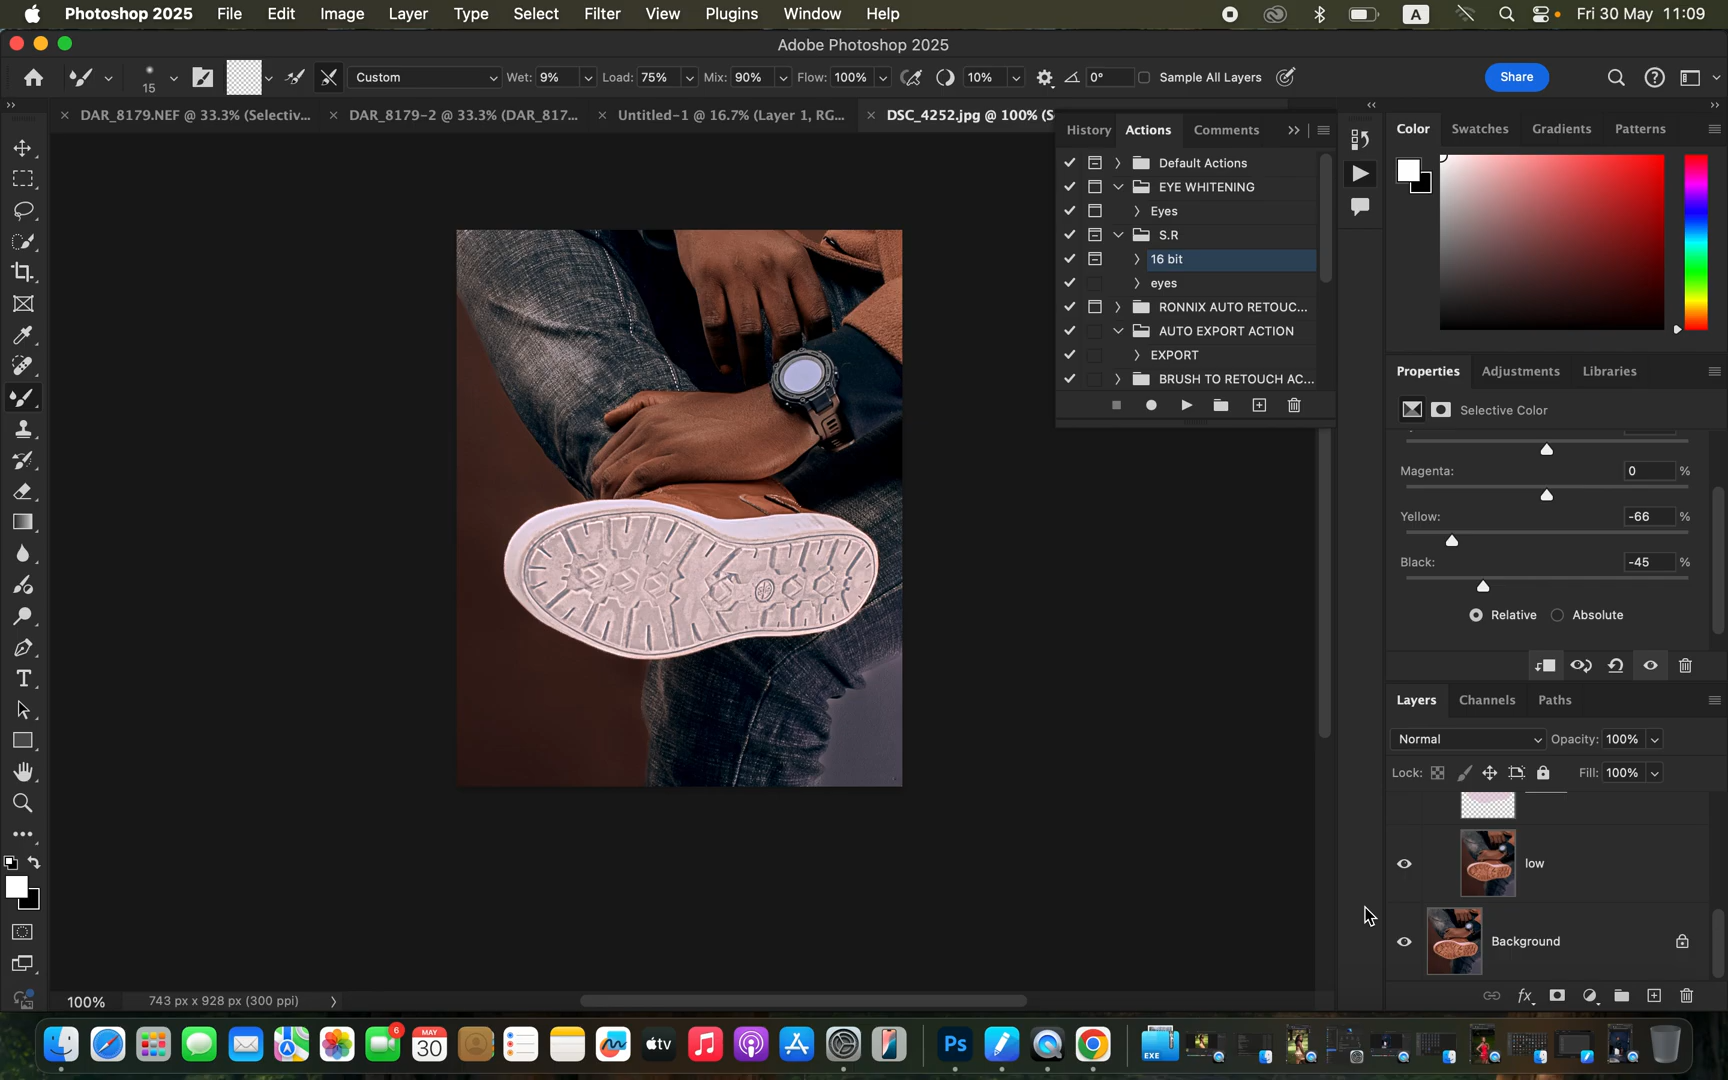 Photoshop 2025 File Edit Image Layer Type Select Filter View Plugins Window Help A Fri 30 May 11:09
Adobe Photoshop 2025
15 Custom Wet: 9% Load: 75% Mix: 90% Flow: 100% 10% 0° Sample All Layers Share
DAR_8179.NEF @ 33.3% (Selectiv... DAR_8179-2 @ 33.3% (DAR_817... Untitled-1 @ 16.7% (Layer 1, RG... DSC_4252.jpg @ 100% (S
History Actions Comments
Default Actions
EYE WHITENING
Eyes
S.R
16 bit
eyes
RONNIX AUTO RETOUC...
AUTO EXPORT ACTION
EXPORT
BRUSH TO RETOUCH AC...
Color Swatches Gradients Patterns
Properties Adjustments Libraries
Selective Color
Magenta: 0 %
Yellow: -66 %
Black: -45 %
Relative Absolute
Layers Channels Paths
Normal Opacity: 100%
Lock: Fill: 100%
low
Background
fx
100% 743 px x 928 px (300 ppi)
6
MAY
30
tv
Ps
EXE